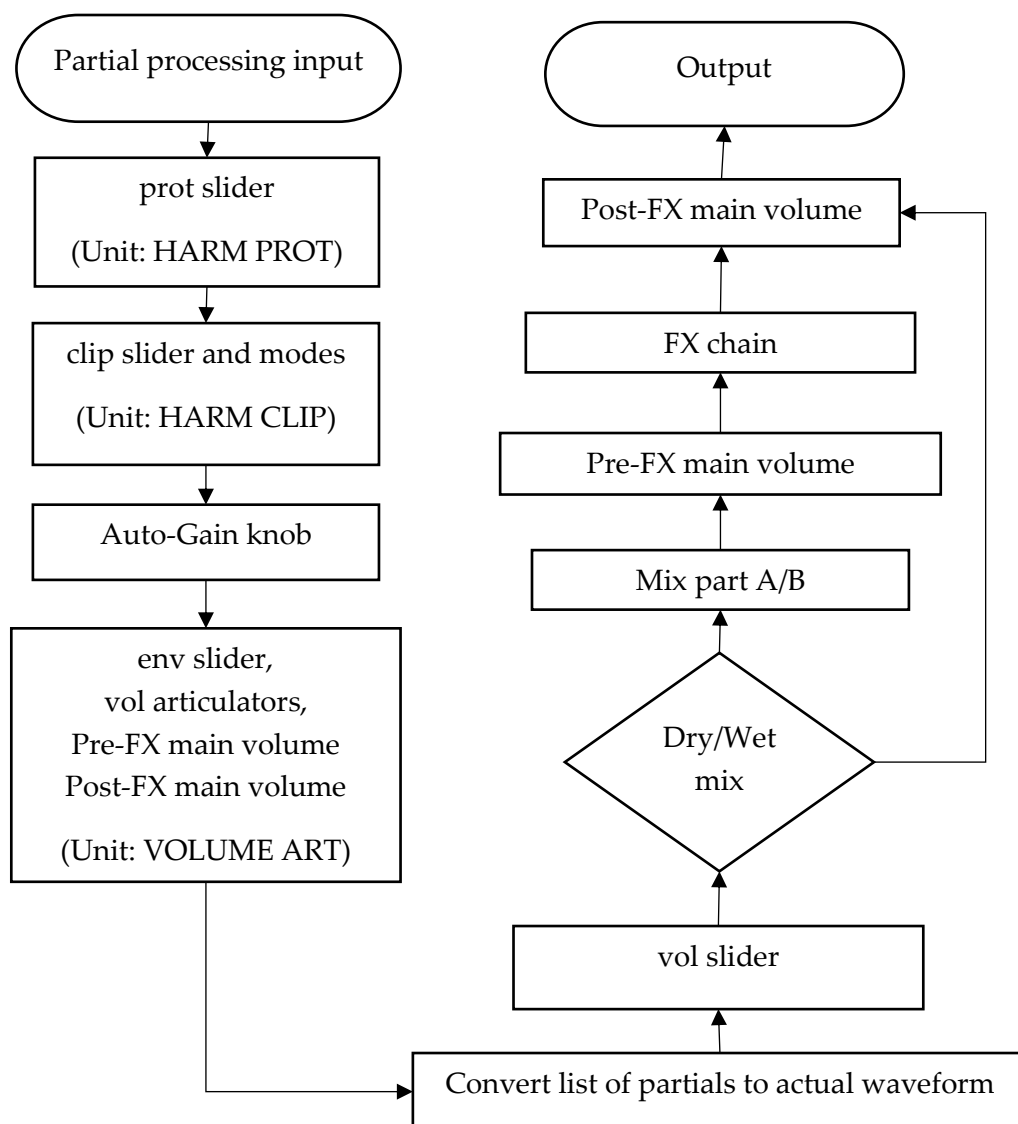 Partial processing input
prot slider
(Unit: HARM PROT)
clip slider and modes
(Unit: HARM CLIP)
Auto-Gain knob
env slider,
vol articulators,
Pre-FX main volume
Post-FX main volume
(Unit: VOLUME ART)
Convert list of partials to actual waveform
vol slider
Dry/Wet
mix
Mix part A/B
Pre-FX main volume
FX chain
Post-FX main volume
Output